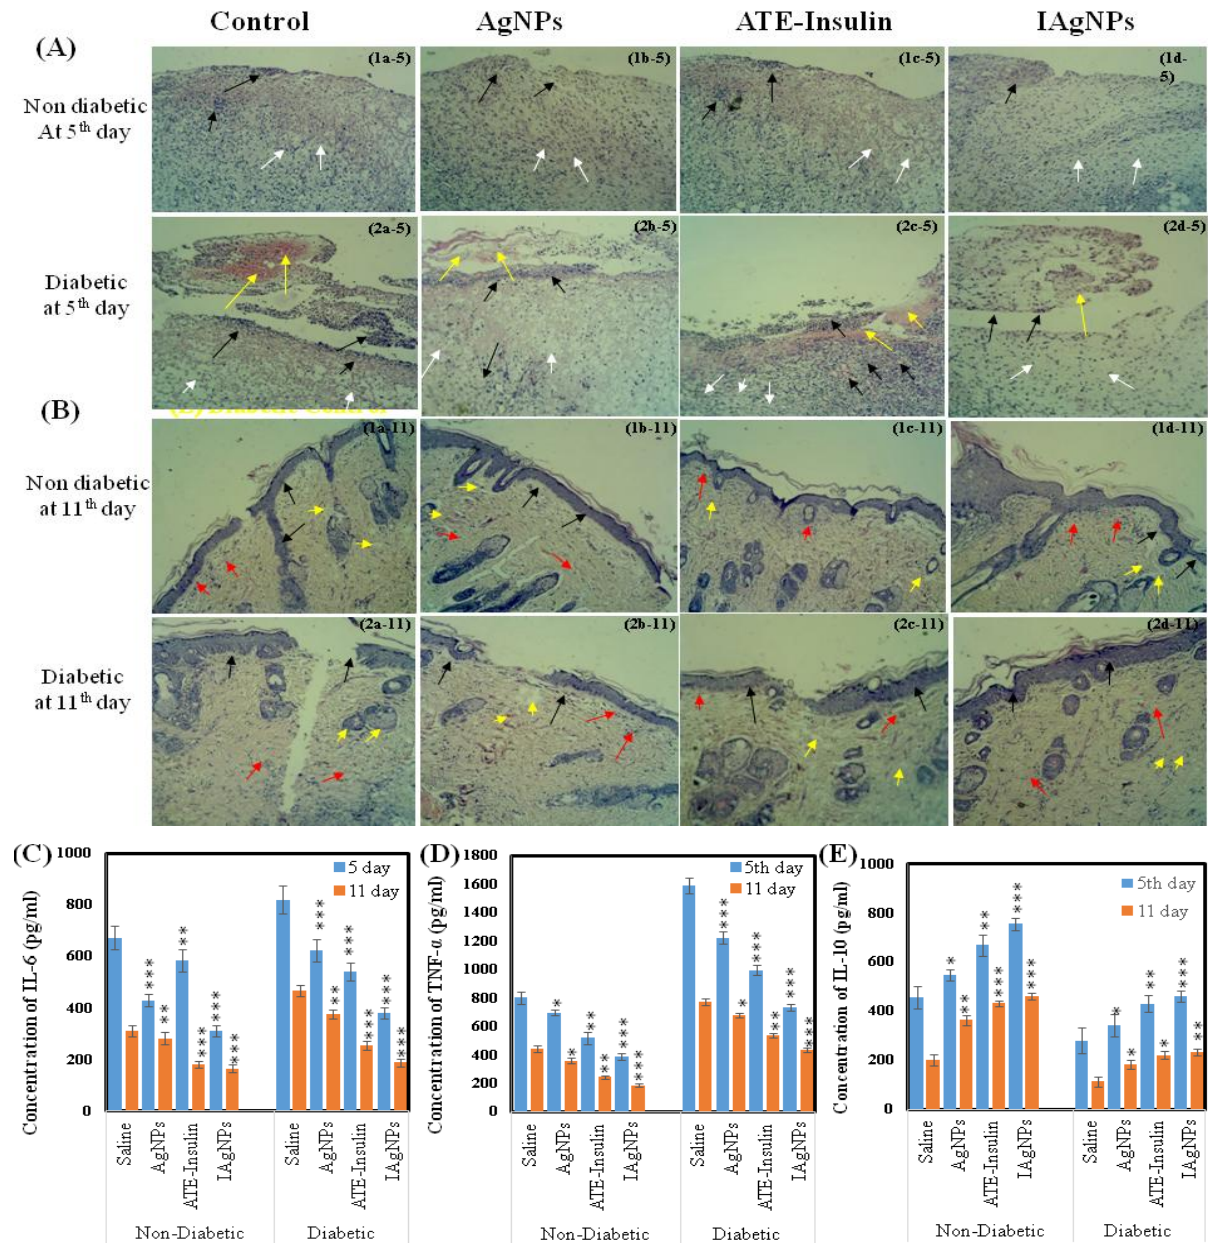 Control AgNPs ATE-Insulin IAgNPs
(A)
(1a-5) (1b-5) (1c-5) (1d-5)
Non diabetic
At 5th day
(2a-5) (2b-5) (2c-5) (2d-5)
Diabetic
at 5th day
(B)
Diabetic Control
(1a-11) (1b-11) (1c-11) (1d-11)
Non diabetic
at 11th day
(2a-11) (2b-11) (2c-11) (2d-11)
Diabetic
at 11th day
(C)
Concentration of IL-6 (pg/ml)
1000
800
600
400
200
0
5 day
11 day
*** ** ** *** *** *** *** ** *** *** *** ***
Saline AgNPs ATE-Insulin IAgNPs Saline AgNPs ATE-Insulin IAgNPs
Non-Diabetic Diabetic
(D)
Concentration of TNF-α (pg/ml)
1800
1600
1400
1200
1000
800
600
400
200
0
5th day
11 day
* * ** ** *** *** *** * *** ** *** ***
Saline AgNPs ATE-Insulin IAgNPs Saline AgNPs ATE-Insulin IAgNPs
Non-Diabetic Diabetic
(E)
Concentration of IL-10 (pg/ml)
1000
800
600
400
200
0
5th day
11 day
* ** ** *** *** *** * * ** * *** **
Saline AgNPs ATE-Insulin IAgNPs Saline AgNPs ATE-Insulin IAgNPs
Non-Diabetic Diabetic